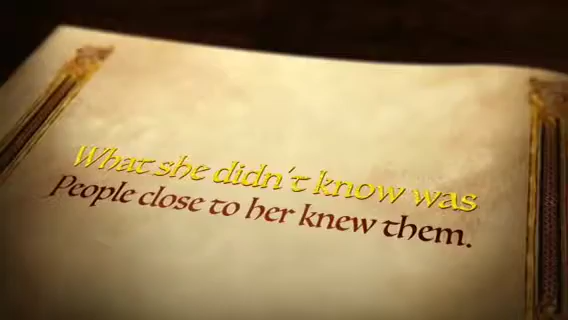 What she didn't know was
People close to her knew them.